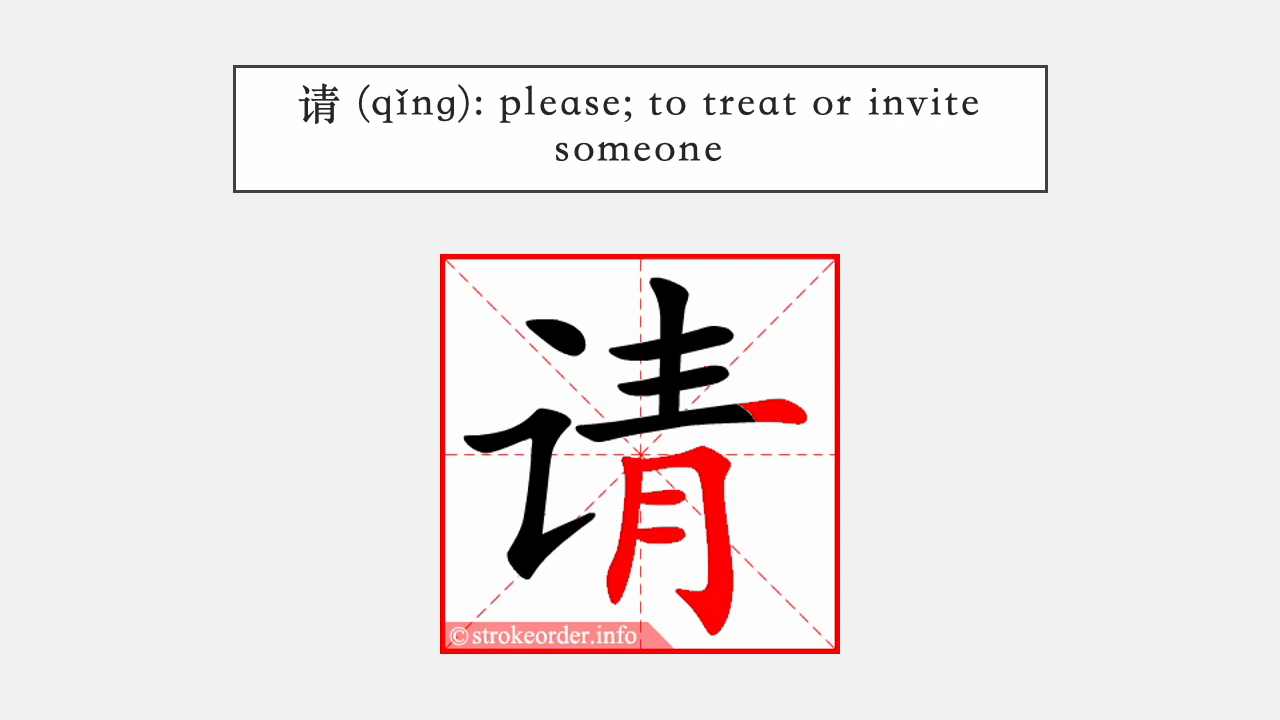 请 (qǐng): please; to treat or invite
someone
请
© strokeorder.info